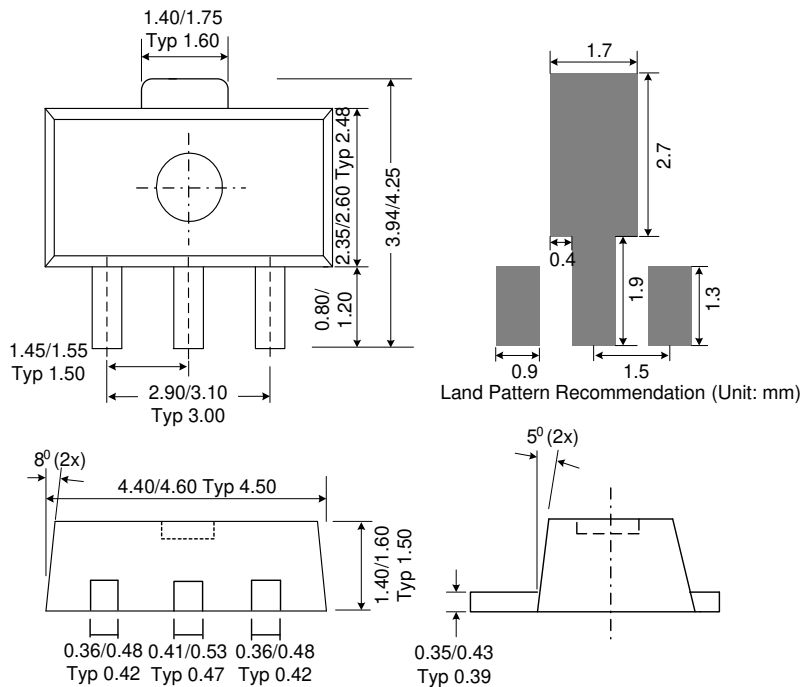 1.40/1.75
Typ 1.60
2.35/2.60 Typ 2.48
3.94/4.25
0.80/
1.20
1.45/1.55
Typ 1.50
2.90/3.10
Typ 3.00
1.7
2.7
0.4
1.9
1.3
0.9
1.5
Land Pattern Recommendation (Unit: mm)
8⁰ (2x)
4.40/4.60 Typ 4.50
1.40/1.60
Typ 1.50
0.36/0.48 0.41/0.53 0.36/0.48
Typ 0.42 Typ 0.47 Typ 0.42
5⁰ (2x)
0.35/0.43
Typ 0.39